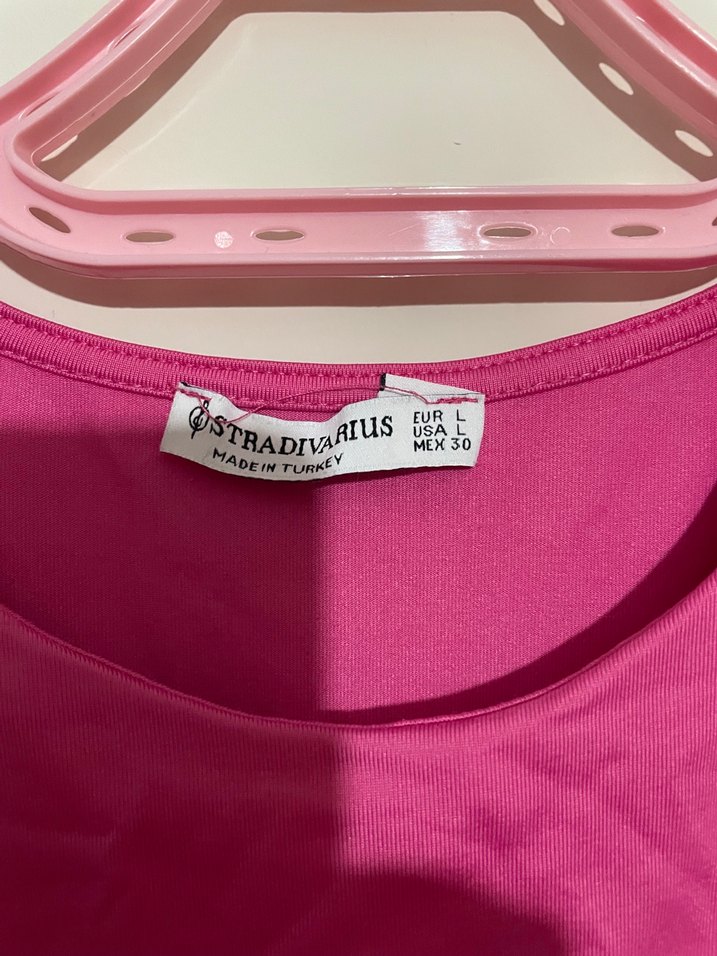 STRADIVARIUS
MADE IN TURKEY
EUR L
USA L
MEX 30